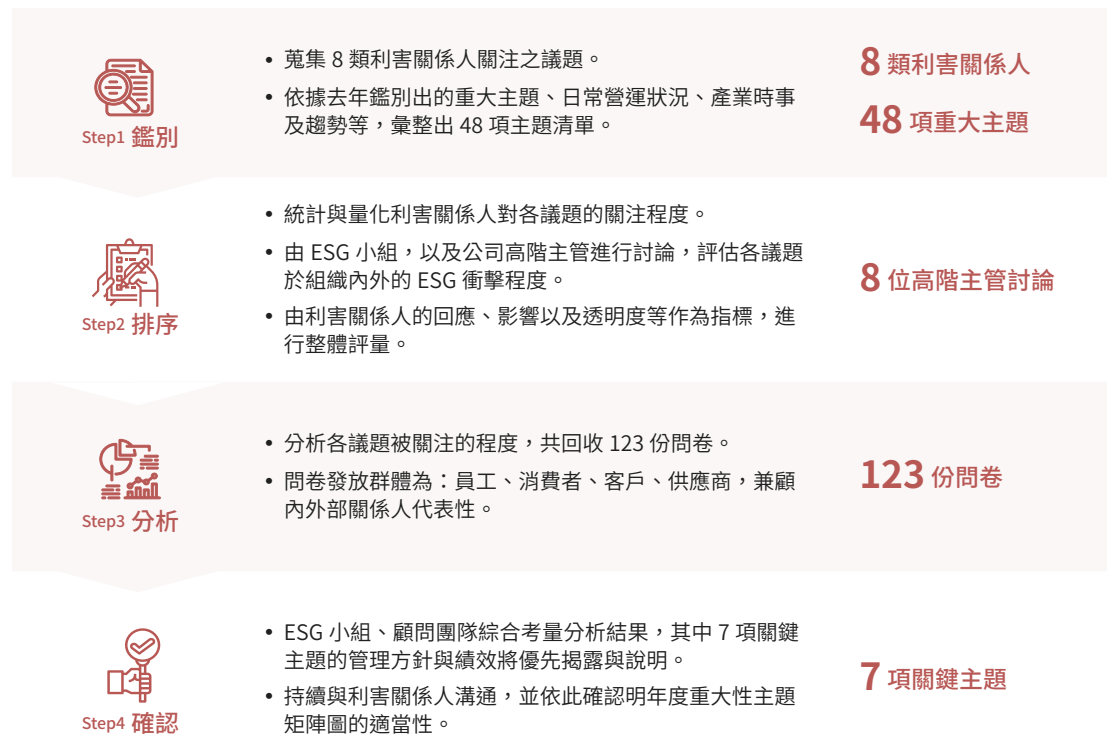 Step1 鑑別
• 蒐集 8 類利害關係人關注之議題。
• 依據去年鑑別出的重大主題、日常營運狀況、產業時事
及趨勢等，彙整出 48 項主題清單。
8 類利害關係人
48 項重大主題
Step2 排序
• 統計與量化利害關係人對各議題的關注程度。
• 由 ESG 小組，以及公司高階主管進行討論，評估各議題
於組織內外的 ESG 衝擊程度。
• 由利害關係人的回應、影響以及透明度等作為指標，進
行整體評量。
8 位高階主管討論
Step3 分析
• 分析各議題被關注的程度，共回收 123 份問卷。
• 問卷發放群體為：員工、消費者、客戶、供應商，兼顧
內外部關係人代表性。
123 份問卷
Step4 確認
• ESG 小組、顧問團隊綜合考量分析結果，其中 7 項關鍵
主題的管理方針與績效將優先揭露與說明。
• 持續與利害關係人溝通，並依此確認明年度重大性主題
矩陣圖的適當性。
7 項關鍵主題